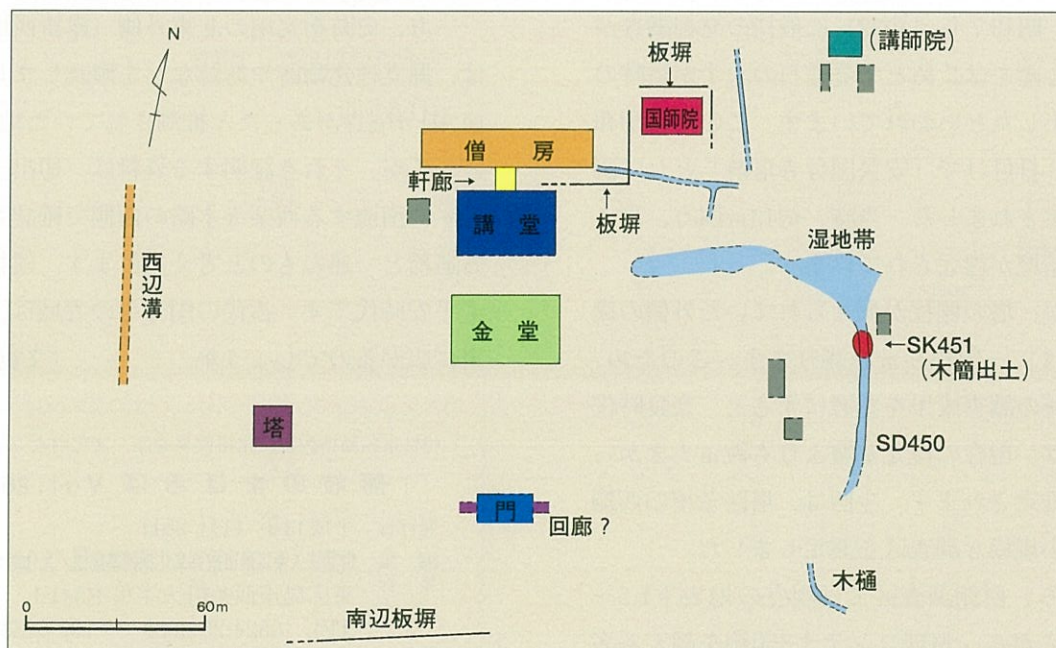 N
板塀
(講師院)
国師院
僧房
軒廊→
講堂
板塀
湿地帯
西辺溝
金堂
←SK451
(木簡出土)
塔
SD450
門
回廊?
木樋
0
60m
南辺板塀